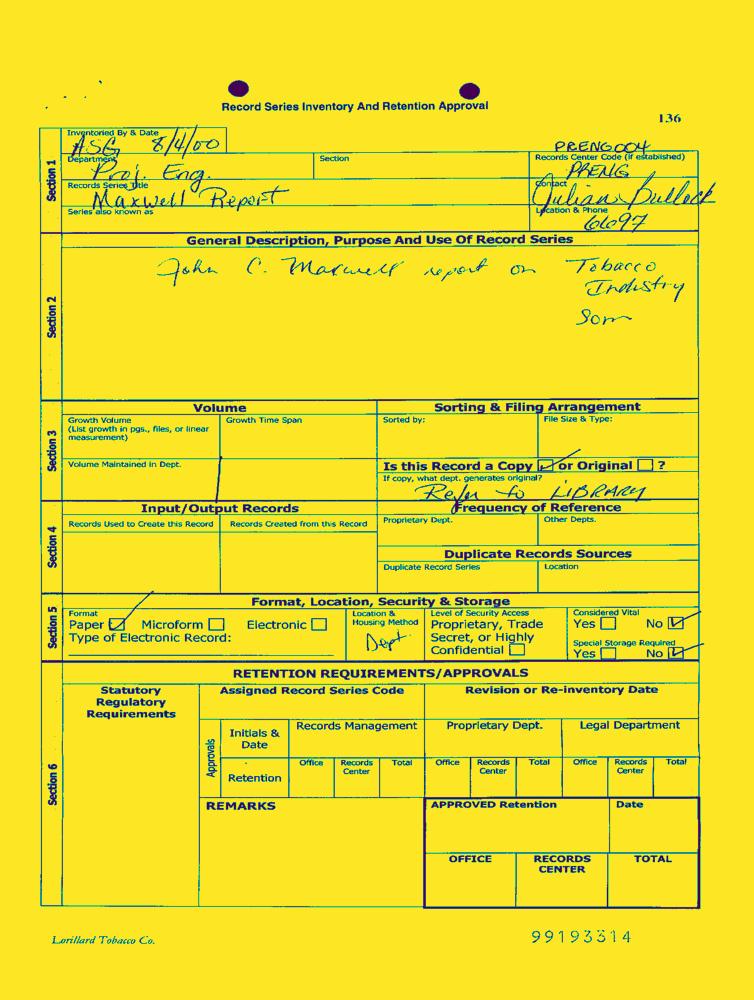 Record Series Inventory And Retention Approval
136
Inventoried By & Date
ASG 8/4/00
PRENG004
Department
Section
Records Center Code (if established)
Proj. Eng.
PRENG
Section 1
Records Series Title
Contact
Maxwell Report
Julian Bullock
Series also known as
Location & Phone
6697
General Description, Purpose And Use Of Record Series
John C. Maxwell report on Tobacco
Industry
Section 2
Volume
Sorting & Filing Arrangement
Growth Volume
(List growth in pgs., files, or linear
measurement)
Growth Time Span
Sorted by:
File Size & Type:
Section 3
Volume Maintained in Dept.
Is this Record a Copy or Original ?
If copy, what dept. generates original?
Refer to LIBRARY
Input/Output Records
Frequency of Reference
Records Used to Create this Record
Records Created from this Record
Proprietary Dept.
Other Depts.
Section 4
Duplicate Records Sources
Duplicate Record Series
Location
Format, Location, Security & Storage
Section 5
Format
Paper Microform Electronic
Type of Electronic Record:
Location &
Housing Method
Dept
Level of Security Access
Proprietary, Trade
Secret, or Highly
Confidential
Considered Vital
Yes No
Special Storage Required
Yes No
RETENTION REQUIREMENTS/APPROVALS
Statutory
Regulatory
Requirements
Assigned Record Series Code
Revision or Re-inventory Date
Section 6
Approvals
Initials &
Date
Records Management
Proprietary Dept.
Legal Department
Retention
Office
Records
Center
Total
Office
Records
Center
Total
Office
Records
Center
Total
REMARKS
APPROVED Retention
Date
OFFICE
RECORDS
CENTER
TOTAL
Lorillard Tobacco Co.
99193314